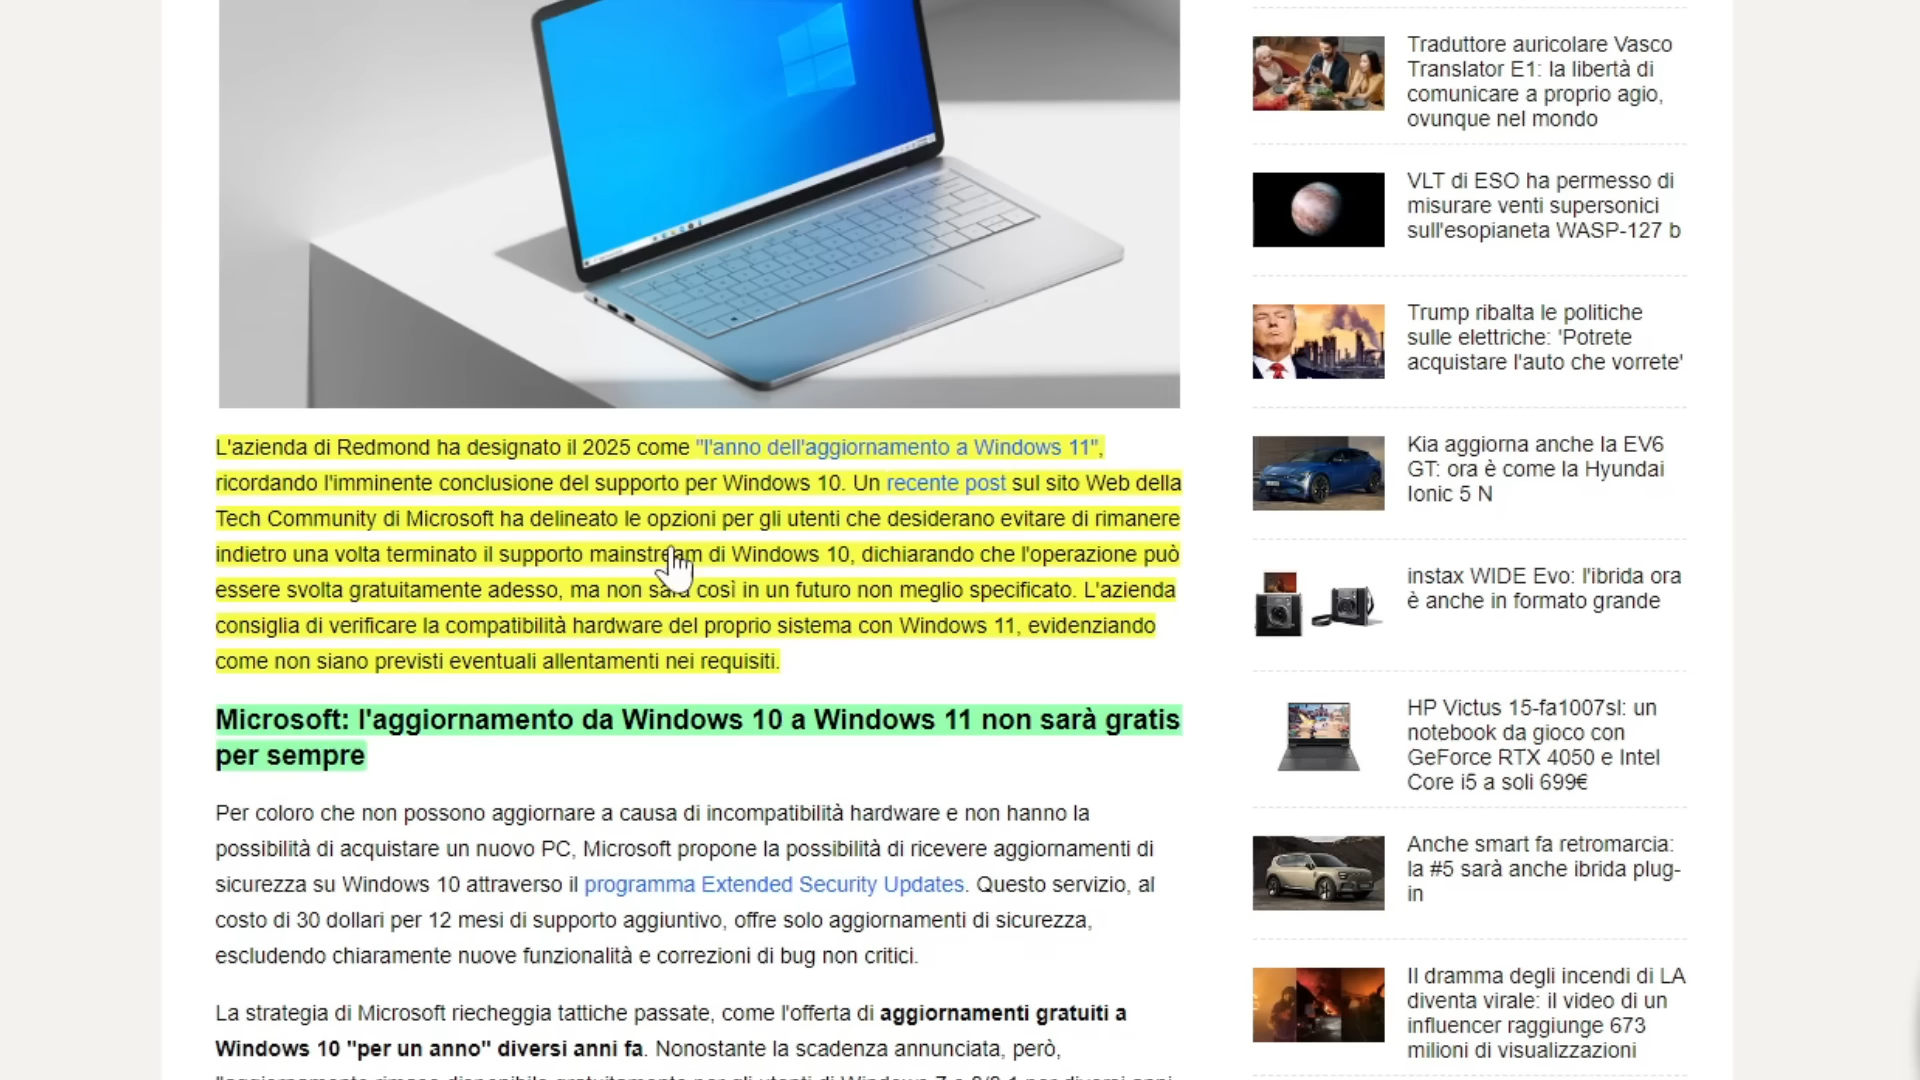 L'azienda di Redmond ha designato il 2025 come "l'anno dell'aggiornamento a Windows 11",
ricordando l'imminente conclusione del supporto per Windows 10. Un recente post sul sito Web della
Tech Community di Microsoft ha delineato le opzioni per gli utenti che desiderano evitare di rimanere
indietro una volta terminato il supporto mainstream di Windows 10, dichiarando che l'operazione può
essere svolta gratuitamente adesso, ma non sarà così in un futuro non meglio specificato. L'azienda
consiglia di verificare la compatibilità hardware del proprio sistema con Windows 11, evidenziando
come non siano previsti eventuali allentamenti nei requisiti.
Microsoft: l'aggiornamento da Windows 10 a Windows 11 non sarà gratis
per sempre
Per coloro che non possono aggiornare a causa di incompatibilità hardware e non hanno la
possibilità di acquistare un nuovo PC, Microsoft propone la possibilità di ricevere aggiornamenti di
sicurezza su Windows 10 attraverso il programma Extended Security Updates. Questo servizio, al
costo di 30 dollari per 12 mesi di supporto aggiuntivo, offre solo aggiornamenti di sicurezza,
escludendo chiaramente nuove funzionalità e correzioni di bug non critici.
La strategia di Microsoft riecheggia tattiche passate, come l'offerta di aggiornamenti gratuiti a
Windows 10 "per un anno" diversi anni fa. Nonostante la scadenza annunciata, però,
Traduttore auricolare Vasco
Translator E1: la libertà di
comunicare a proprio agio,
ovunque nel mondo
VLT di ESO ha permesso di
misurare venti supersonici
sull'esopianeta WASP-127 b
Trump ribalta le politiche
sulle elettriche: 'Potrete
acquistare l'auto che vorrete'
Kia aggiorna anche la EV6
GT: ora è come la Hyundai
Ionic 5 N
instax WIDE Evo: l'ibrida ora
è anche in formato grande
HP Victus 15-fa1007sl: un
notebook da gioco con
GeForce RTX 4050 e Intel
Core i5 a soli 699€
Anche smart fa retromarcia:
la #5 sarà anche ibrida plug-
in
Il dramma degli incendi di LA
diventa virale: il video di un
influencer raggiunge 673
milioni di visualizzazioni